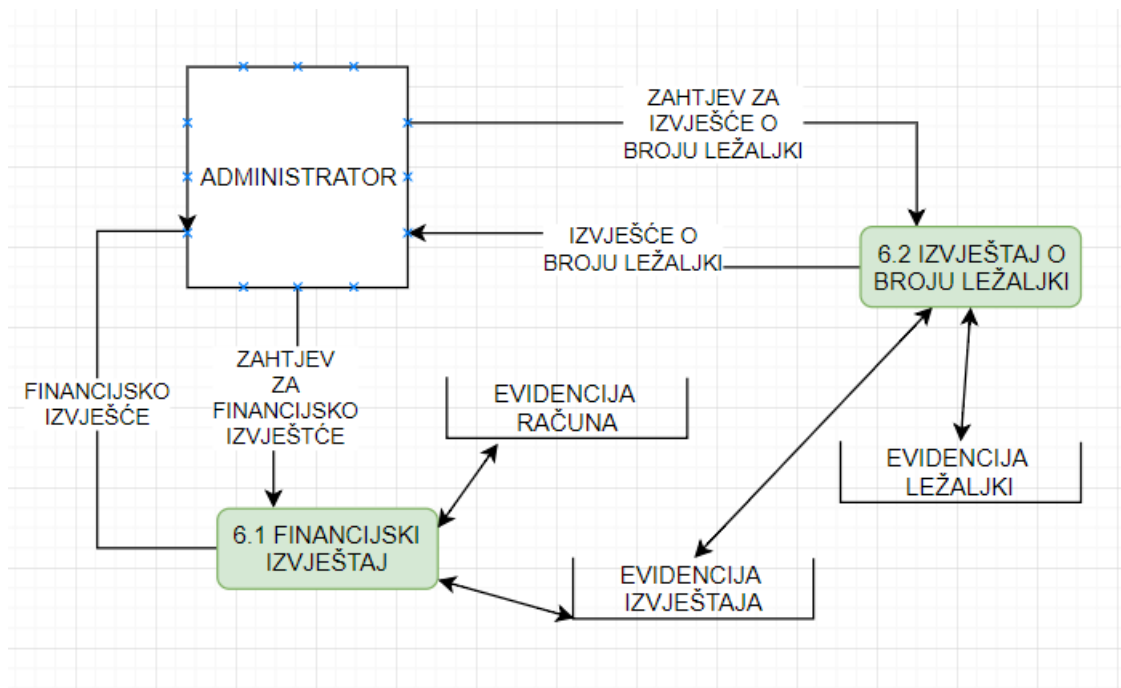 ZAHTJEV ZA
IZVJEŠĆE O
BROJU LEŽALJKI
ADMINISTRATOR
IZVJEŠĆE O
BROJU LEŽALJKI
6.2 IZVJEŠTAJ O
BROJU LEŽALJKI
FINANCIJSKO
IZVJEŠĆE
ZAHTJEV
ZA
FINANCIJSKO
IZVJEŠTĆE
EVIDENCIJA
RAČUNA
EVIDENCIJA
LEŽALJKI
6.1 FINANCIJSKI
IZVJEŠTAJ
EVIDENCIJA
IZVJEŠTAJA